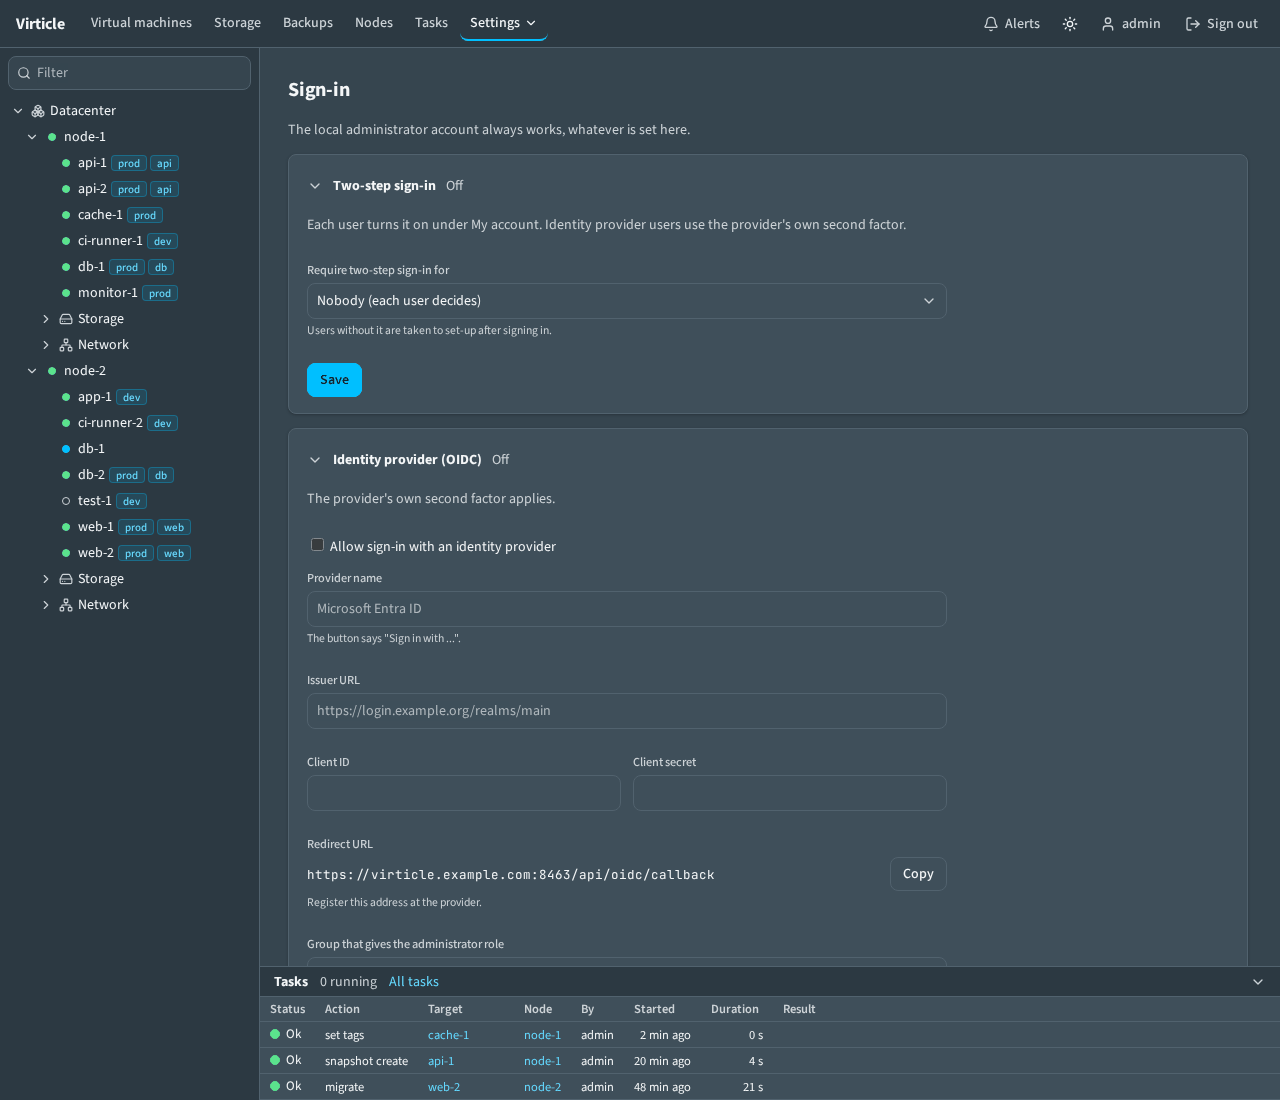 Virticle Virtual machines Storage Backups Nodes Tasks Settings Alerts admin Sign out
Filter
Datacenter
node-1
api-1 prod api
api-2 prod api
cache-1 prod
ci-runner-1 dev
db-1 prod db
monitor-1 prod
Storage
Network
node-2
app-1 dev
ci-runner-2 dev
db-1
db-2 prod db
test-1 dev
web-1 prod web
web-2 prod web
Storage
Network
Sign-in
The local administrator account always works, whatever is set here.
Two-step sign-in Off
Each user turns it on under My account. Identity provider users use the provider's own second factor.
Require two-step sign-in for
Nobody (each user decides)
Users without it are taken to set-up after signing in.
Save
Identity provider (OIDC) Off
The provider's own second factor applies.
Allow sign-in with an identity provider
Provider name
Microsoft Entra ID
The button says "Sign in with ...".
Issuer URL
https://login.example.org/realms/main
Client ID Client secret
Redirect URL
https://virticle.example.com:8463/api/oidc/callback Copy
Register this address at the provider.
Group that gives the administrator role
Tasks 0 running All tasks
Status Action Target Node By Started Duration Result
Ok set tags cache-1 node-1 admin 2 min ago 0 s
Ok snapshot create api-1 node-1 admin 20 min ago 4 s
Ok migrate web-2 node-2 admin 48 min ago 21 s